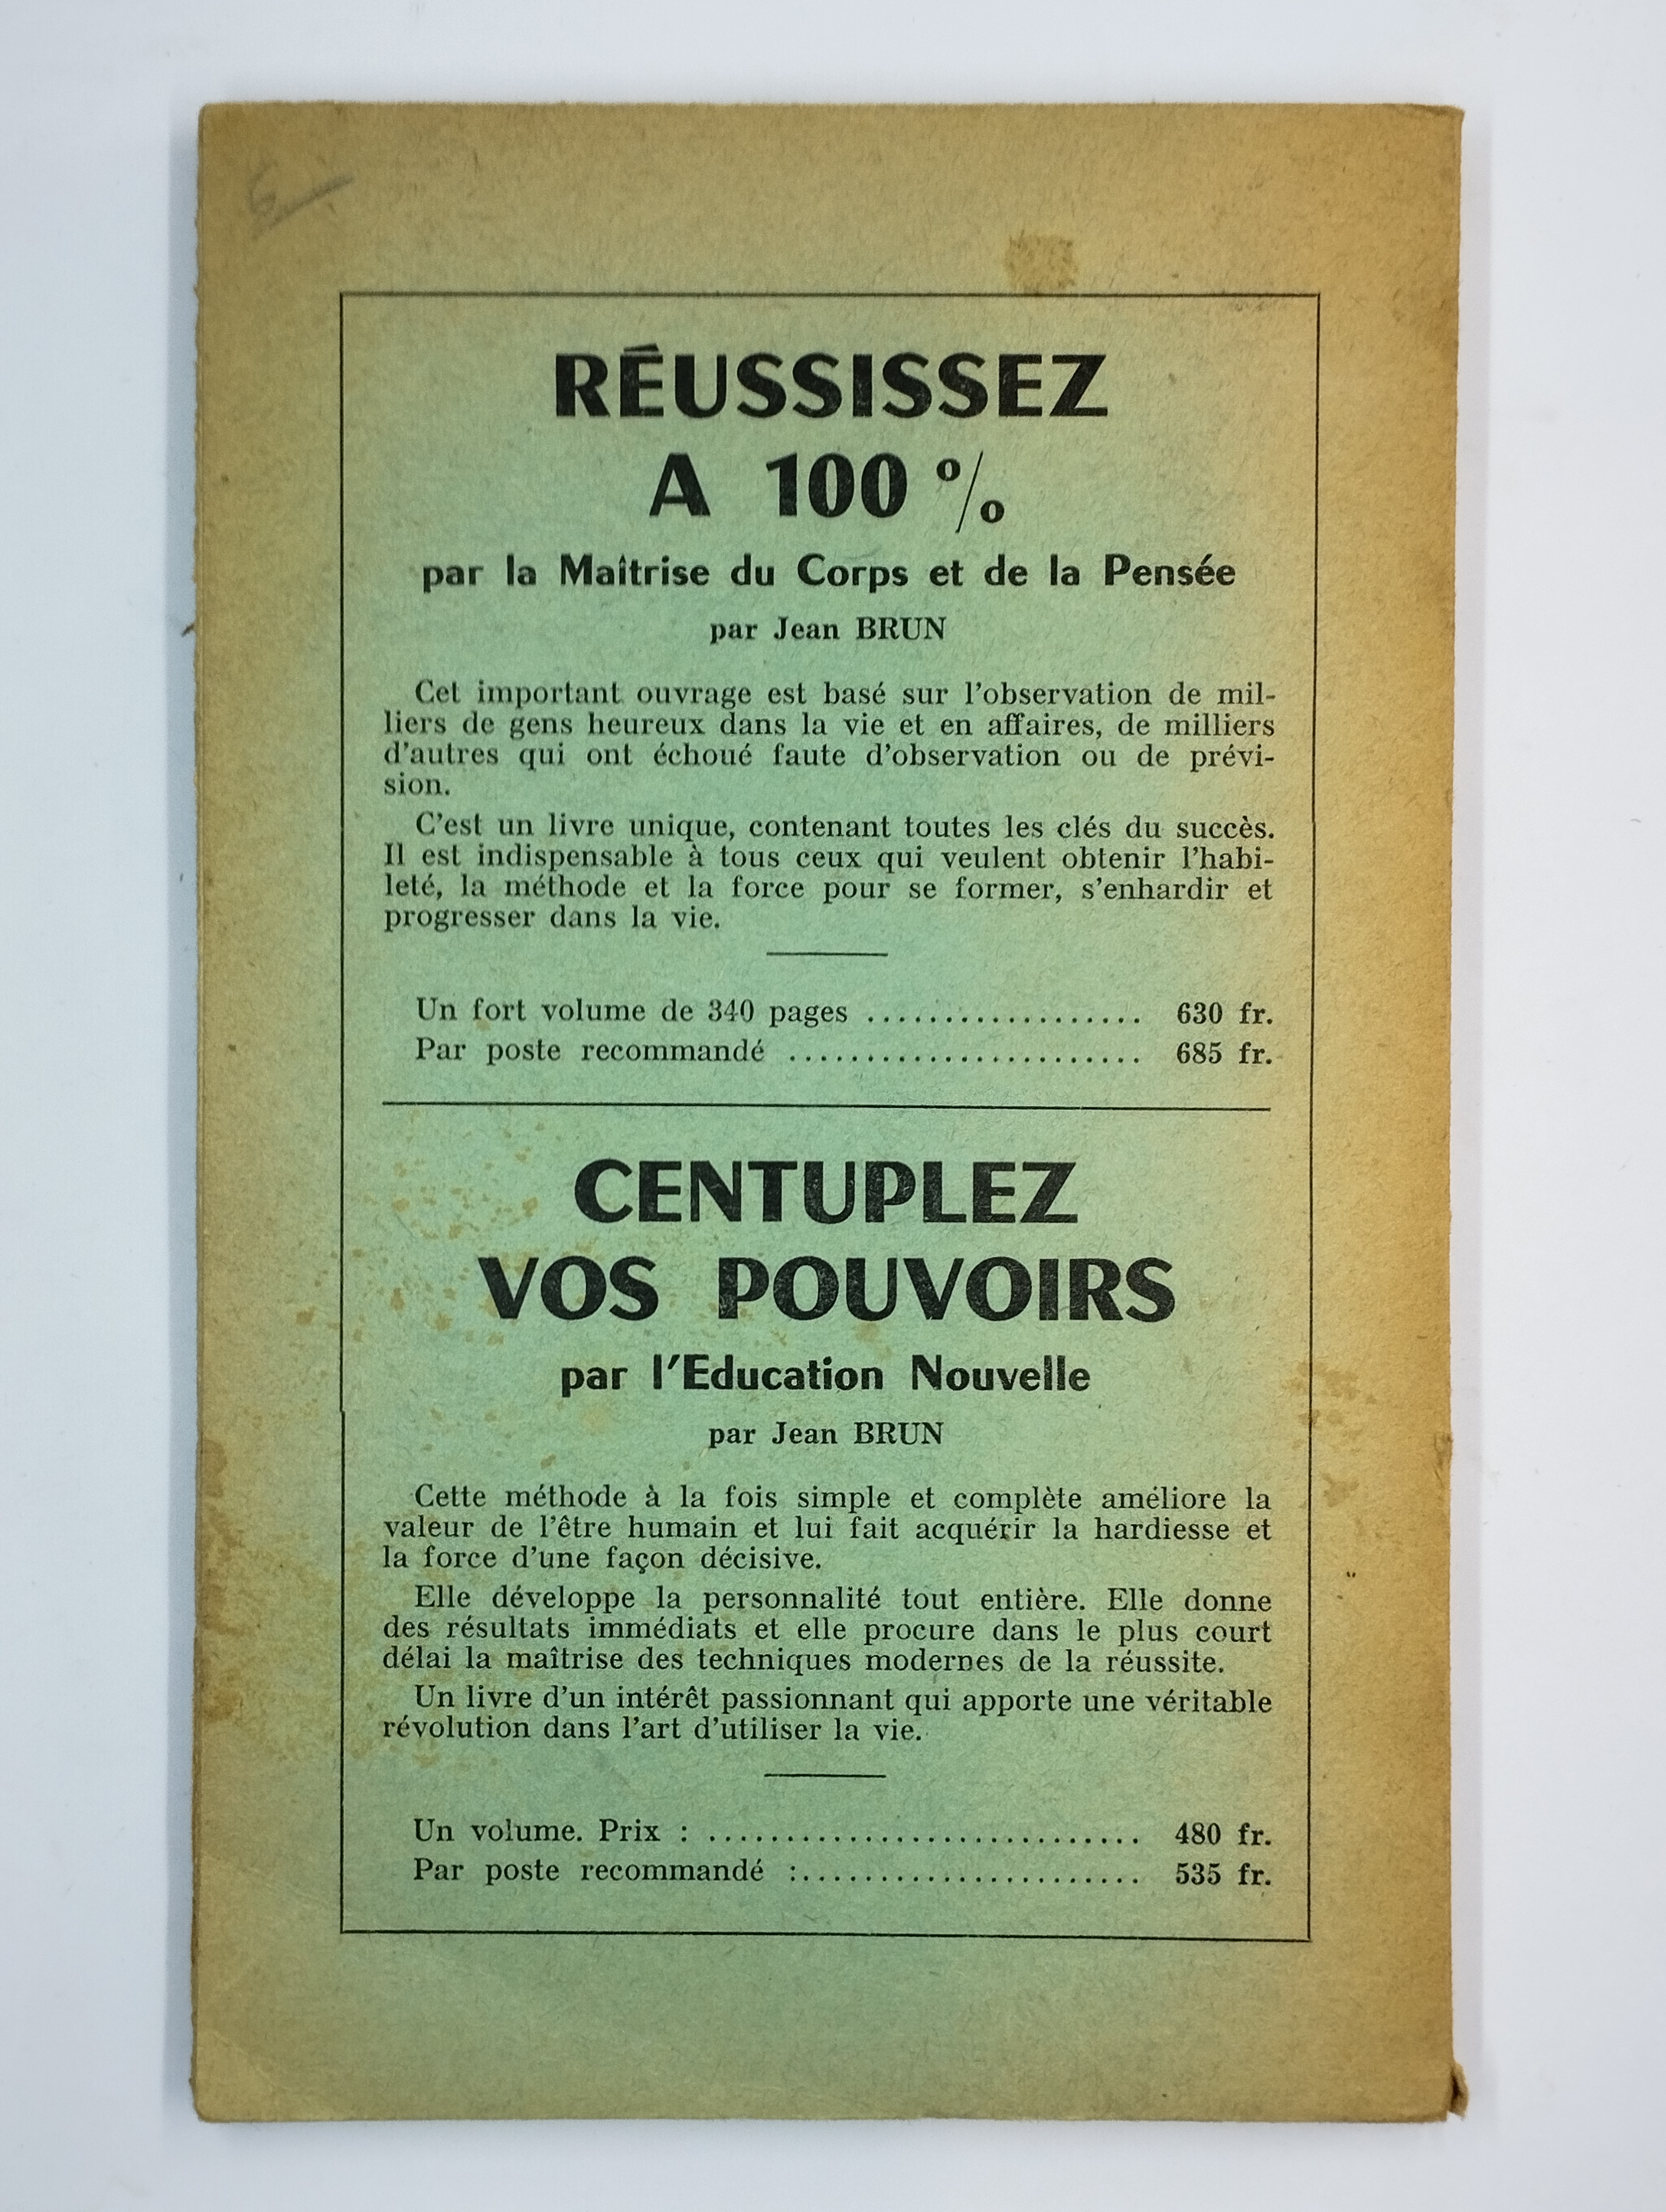 RÉUSSISSEZ
A 100 %
par la Maîtrise du Corps et de la Pensée
par Jean BRUN
Cet important ouvrage est basé sur l'observation de mil-
liers de gens heureux dans la vie et en affaires, de milliers
d'autres qui ont échoué faute d'observation ou de prévi-
sion.
C'est un livre unique, contenant toutes les clés du succès.
Il est indispensable à tous ceux qui veulent obtenir l'habi-
leté, la méthode et la force pour se former, s'enhardir et
progresser dans la vie.
Un fort volume de 340 pages .................. 630 fr.
Par poste recommandé ....................... 685 fr.
CENTUPLEZ
VOS POUVOIRS
par l'Education Nouvelle
par Jean BRUN
Cette méthode à la fois simple et complète améliore la
valeur de l'être humain et lui fait acquérir la hardiesse et
la force d'une façon décisive.
Elle développe la personnalité tout entière. Elle donne
des résultats immédiats et elle procure dans le plus court
délai la maîtrise des techniques modernes de la réussite.
Un livre d'un intérêt passionnant qui apporte une véritable
révolution dans l'art d'utiliser la vie.
Un volume. Prix : ............................ 480 fr.
Par poste recommandé :...................... 535 fr.